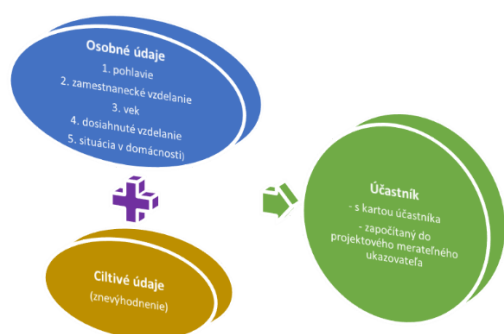 Osobné údaje
1. pohlavie
2. zamestnanecké vzdelanie
3. vek
4. dosiahnuté vzdelanie
5. situácia v domácnosti)
Citlivé údaje
(znevýhodnenie)
Účastník
- s kartou účastníka
- započítaný do
projektového merateľného
ukazovateľa